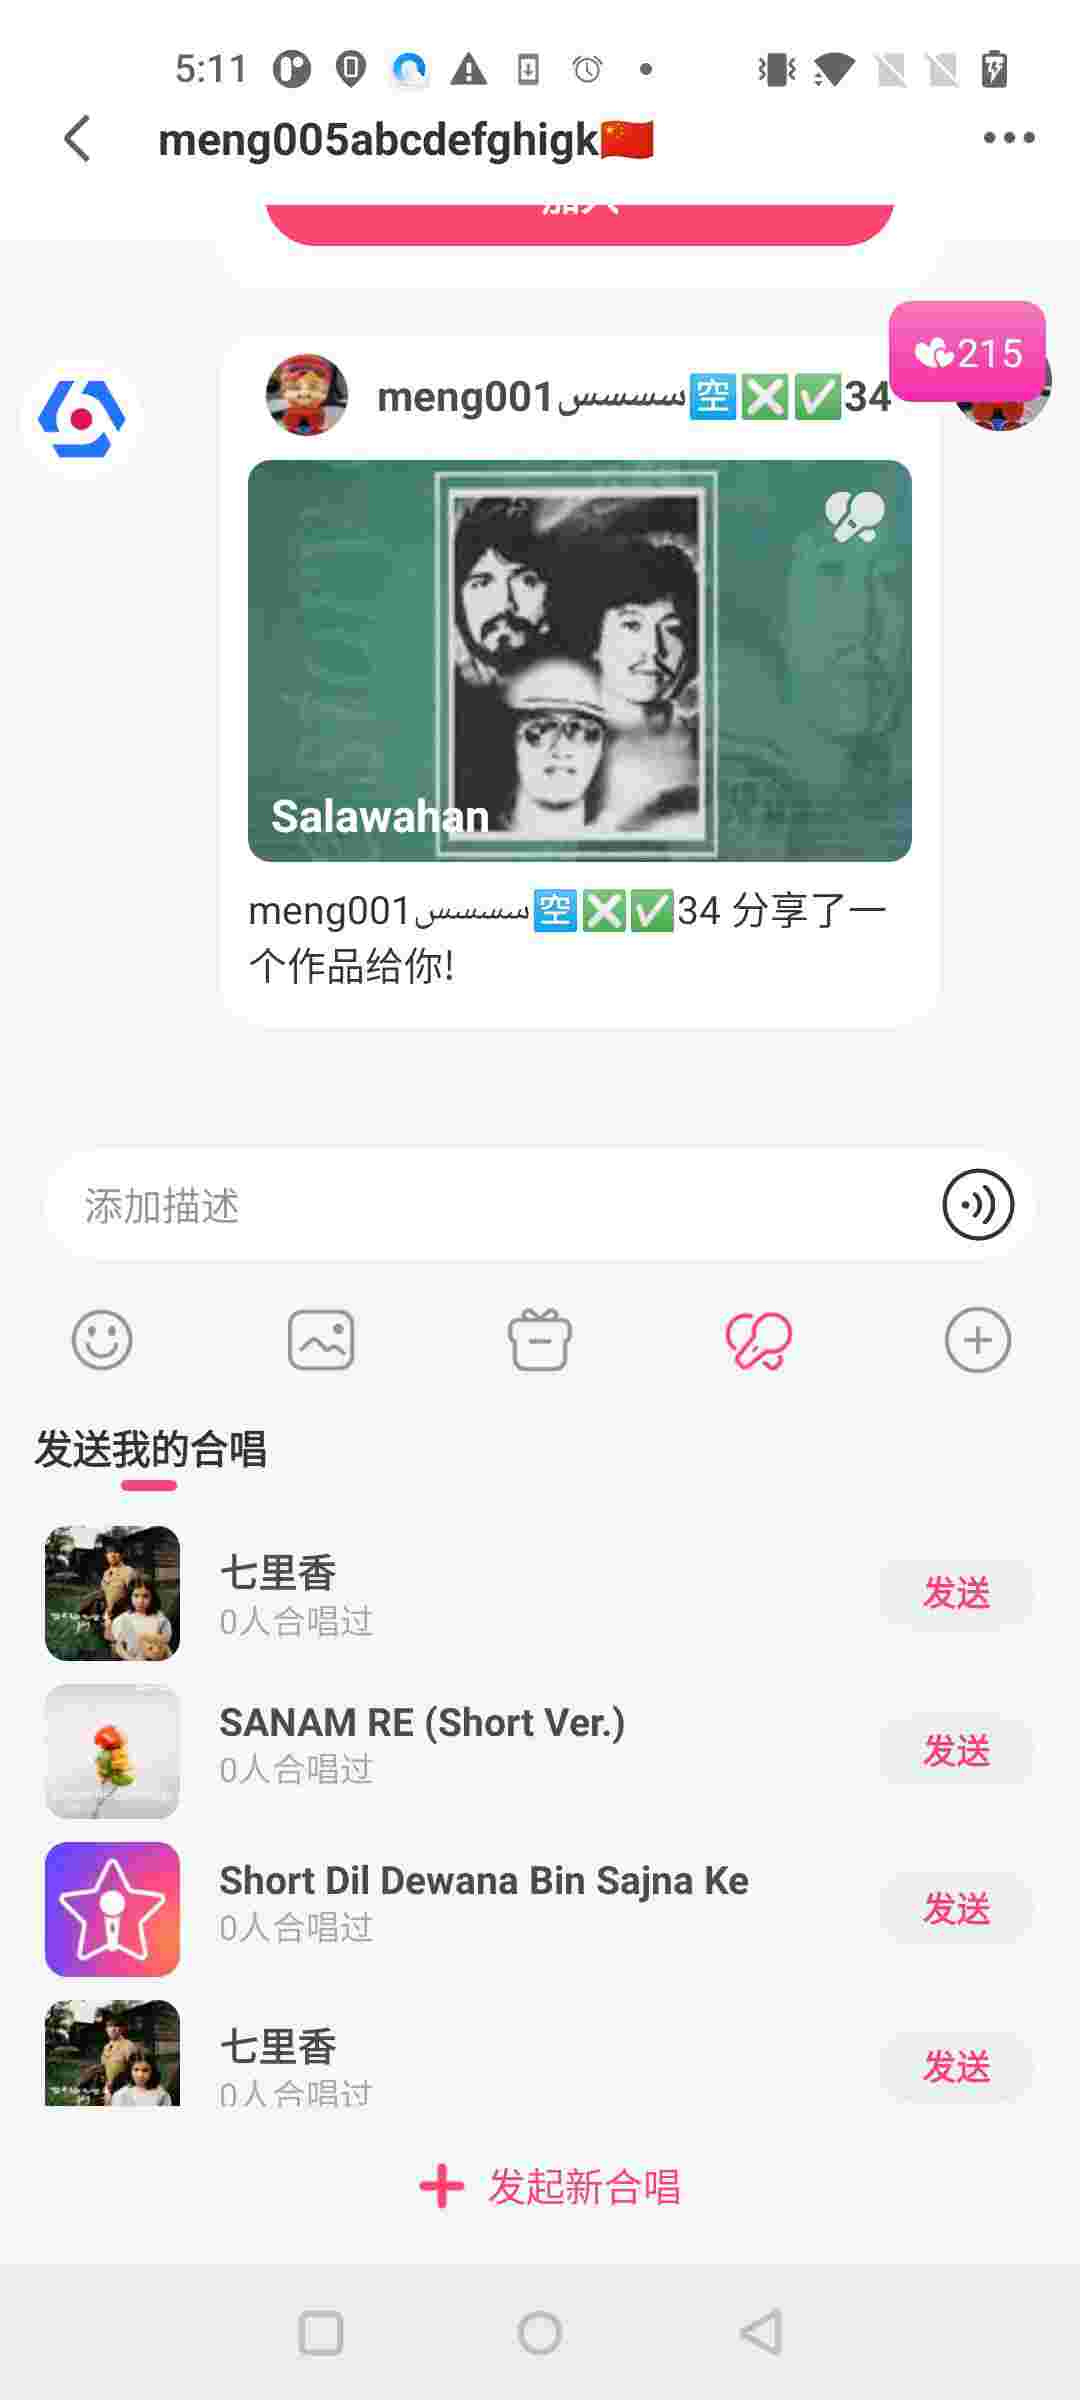 5:11
meng005abcdefghigk🇨🇳
加入
215
meng001سسسس🈳❎✅34
Salawahan
meng001سسسس🈳❎✅34 分享了一
个作品给你!
添加描述
发送我的合唱
七里香
0人合唱过
发送
SANAM RE (Short Ver.)
0人合唱过
发送
Short Dil Dewana Bin Sajna Ke
0人合唱过
发送
七里香
0人合唱过
发送
发起新合唱